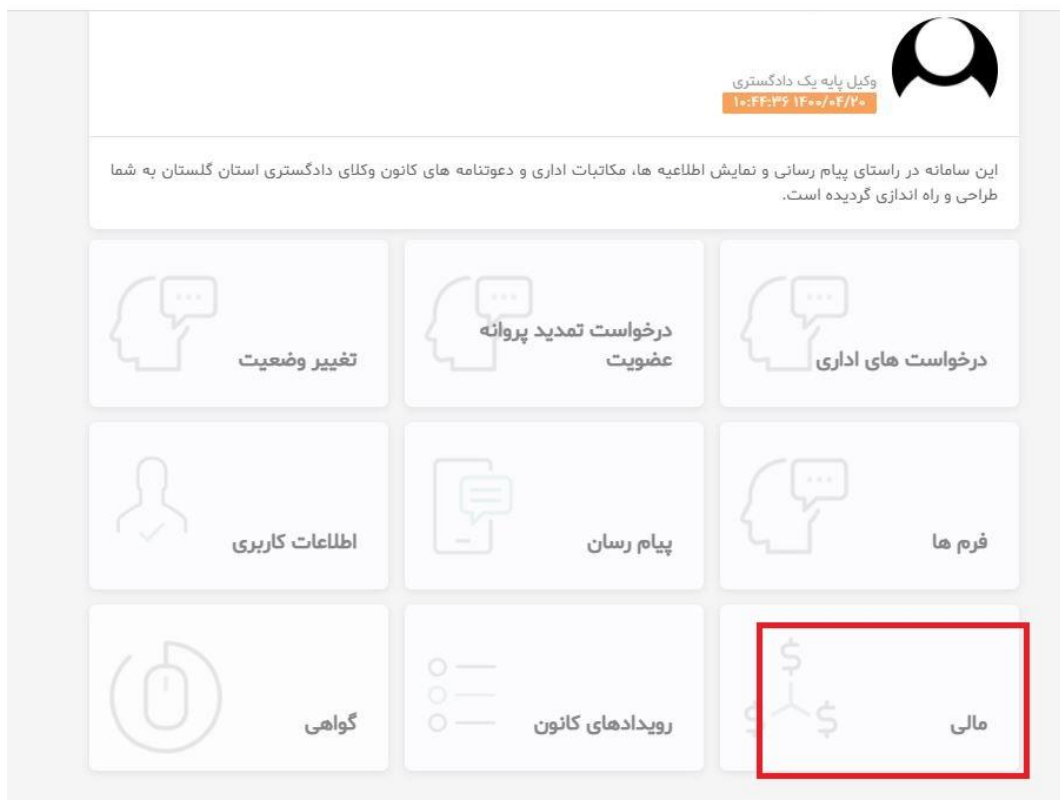 وکیل پایه یک دادگستری
۱۴۰۰/۰۴/۲۰ ۱۰:۴۴:۳۶
این سامانه در راستای پیام رسانی و نمایش اطلاعیه ها، مکاتبات اداری و دعوتنامه های کانون وکلای دادگستری استان گلستان به شما
طراحی و راه اندازی گردیده است.
درخواست های اداری
درخواست تمدید پروانه
عضویت
تغییر وضعیت
فرم ها
پیام رسان
اطلاعات کاربری
مالی
رویدادهای کانون
گواهی